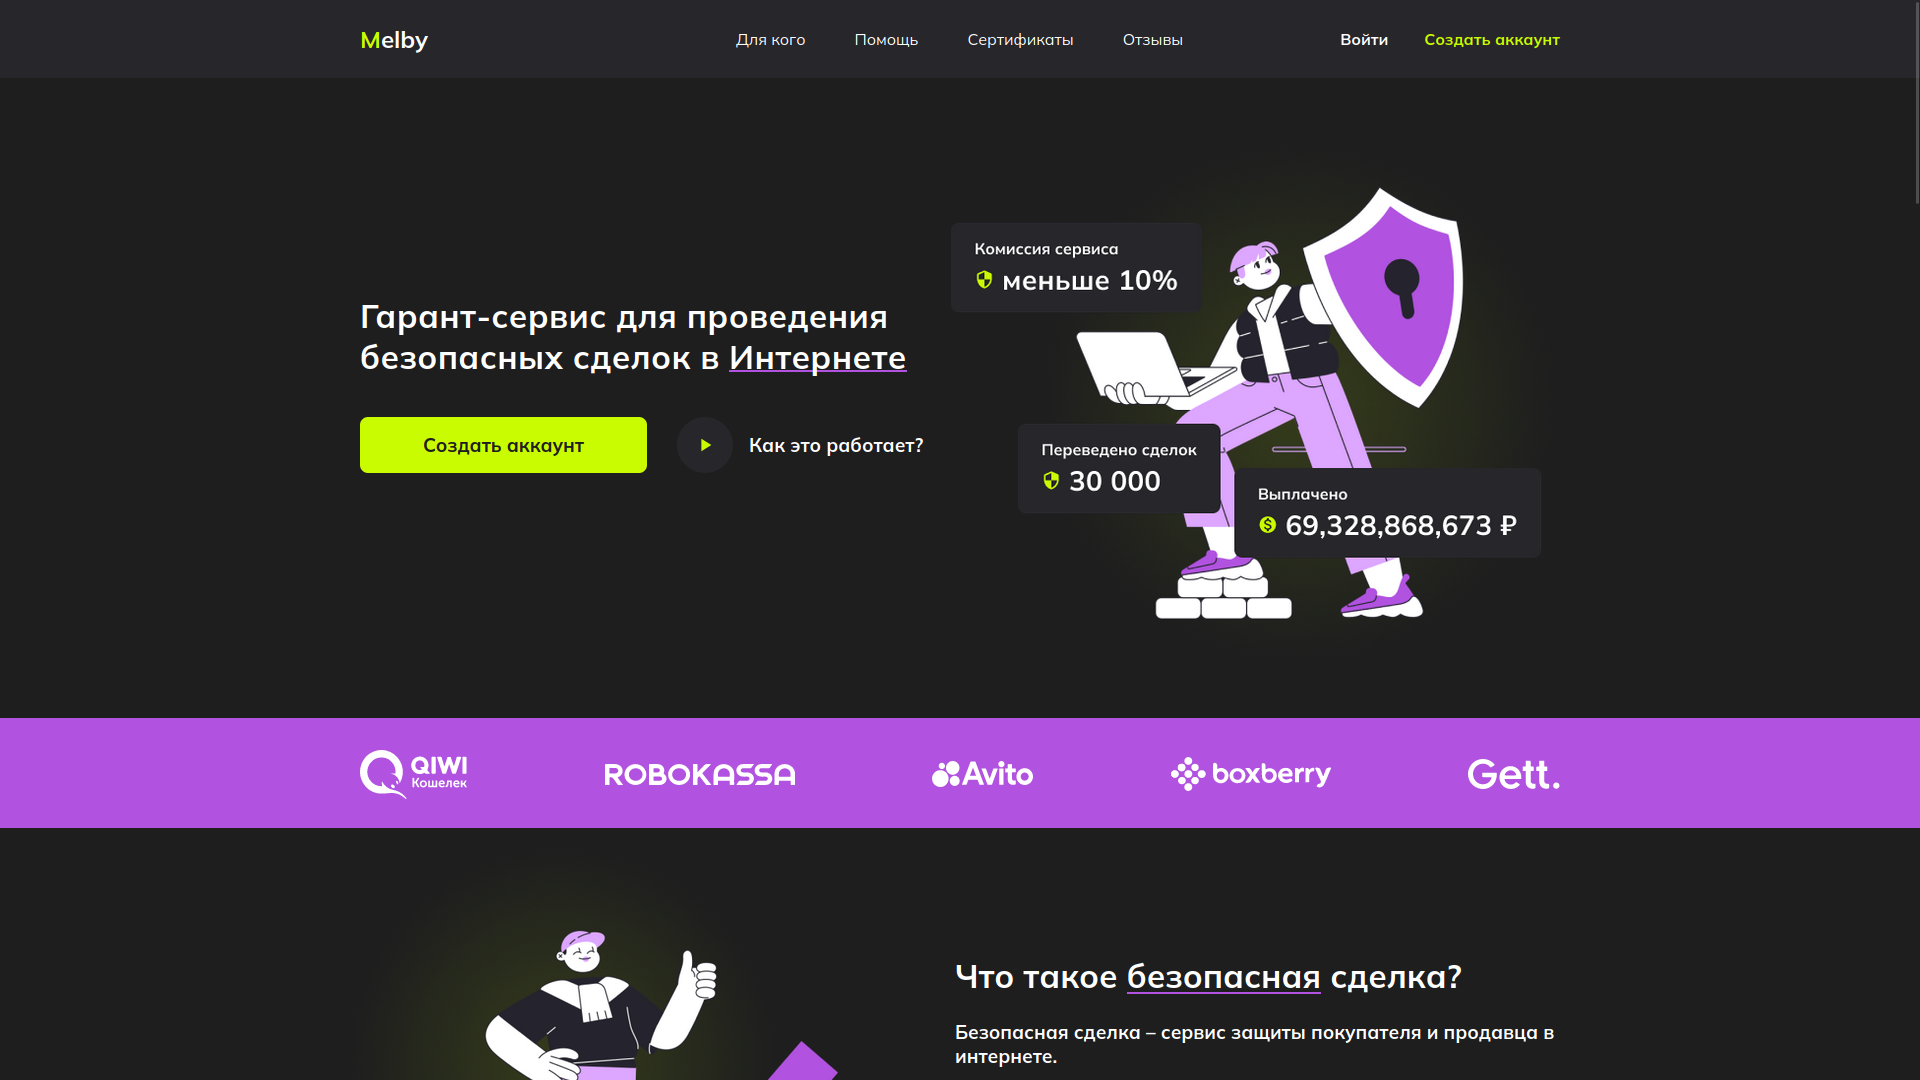 Melby
Для кого
Помощь
Сертификаты
Отзывы
Войти
Создать аккаунт
Комиссия сервиса
меньше 10%
Гарант-сервис для проведения
безопасных сделок в Интернете
Создать аккаунт
Как это работает?
Переведено сделок
30 000
Выплачено
69,328,868,673 ₽
QIWI
Кошелек
ROBOKASSA
Avito
boxberry
Gett.
Что такое безопасная сделка?
Безопасная сделка – сервис защиты покупателя и продавца в
интернете.